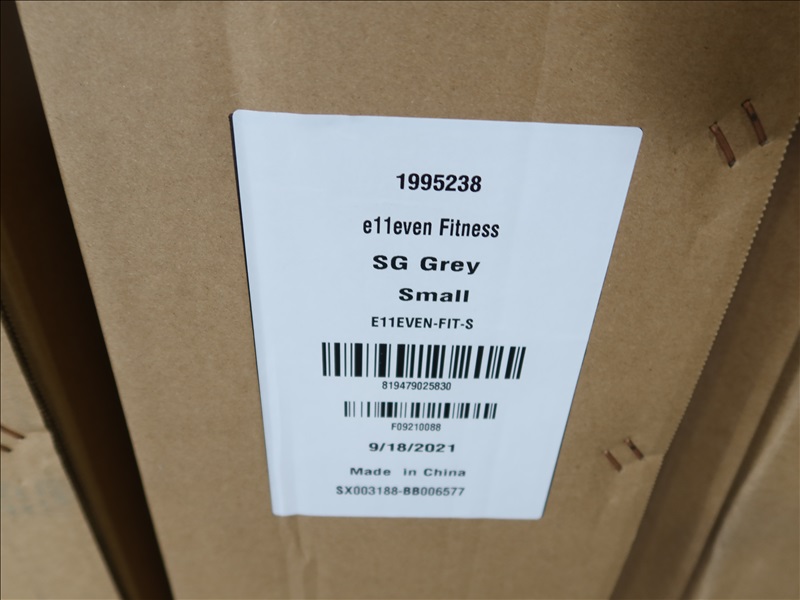 1995238
e11even Fitness
SG Grey
Small
E11EVEN-FIT-S
819479025830
F09210088
9/18/2021
Made in China
SX003188-BB006577